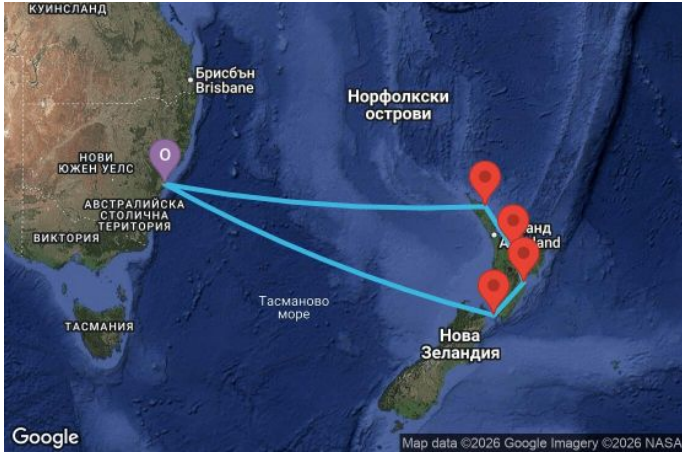 КУИНСЛАНД
Брисбън
Brisbane
Норфолкски
острови
НОВИ
ЮЖЕН УЕЛС
O
АВСТРАЛИЙСКА
СТОЛИЧНА
ТЕРИТОРИЯ
ВИКТОРИЯ
Тасманово
море
ТАСМАНИЯ
Нова
Зеландия
Google
Map data ©2026 Google Imagery ©2026 NASA